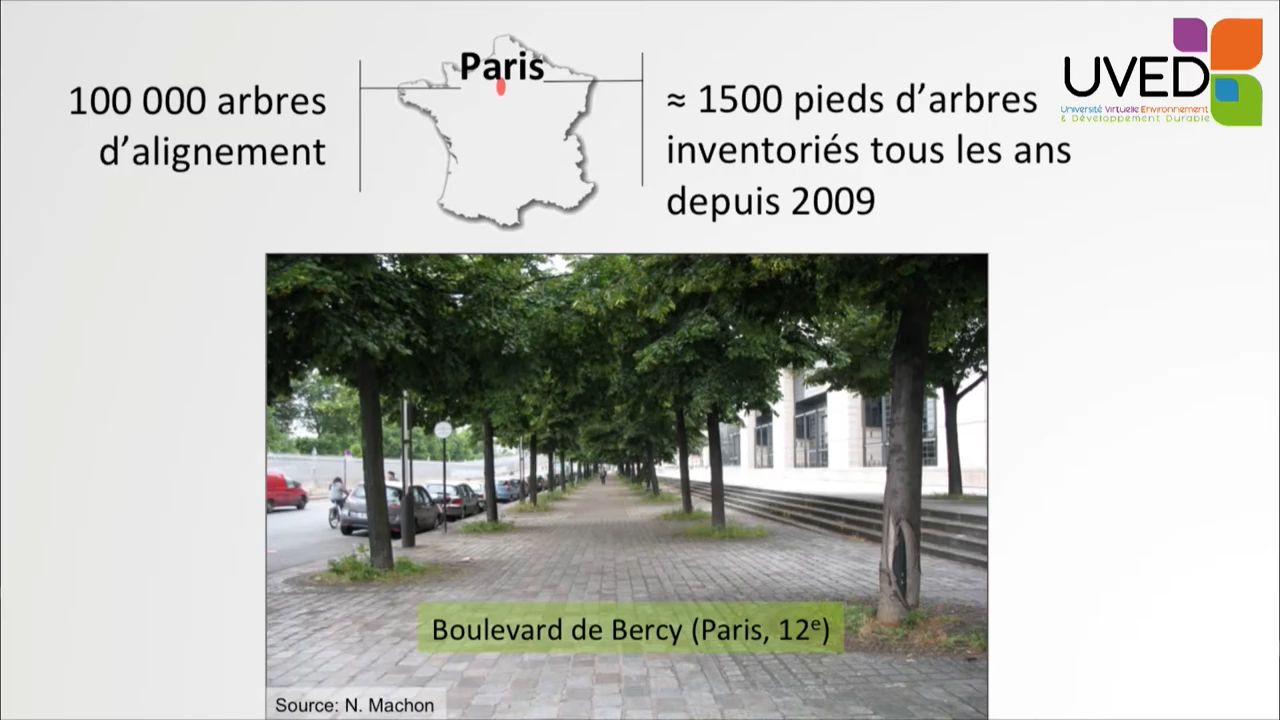 100 000 arbres
d’alignement
Paris
≈ 1500 pieds d’arbres
inventoriés tous les ans
depuis 2009
UVED
Université Virtuelle Environnement
& Développement Durable
Boulevard de Bercy (Paris, 12ᵉ)
Source: N. Machon